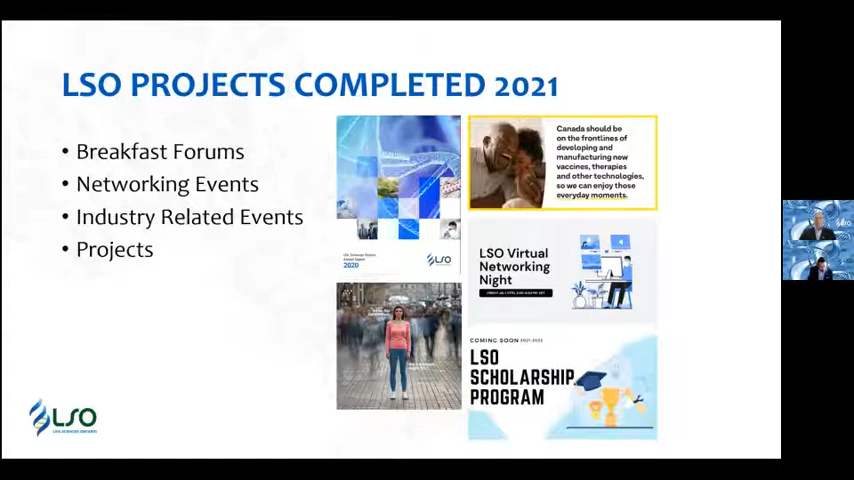 LSO PROJECTS COMPLETED 2021
• Breakfast Forums
• Networking Events
• Industry Related Events
• Projects
2020
LSO
Canada should be
on the frontlines of
developing and
manufacturing new
vaccines, therapies
and other technologies,
so we can enjoy those
everyday moments.
LSO Virtual
Networking
Night
COMING SOON 2021-2022
LSO
SCHOLARSHIP
PROGRAM
LSO
LIFE SCIENCES ONTARIO